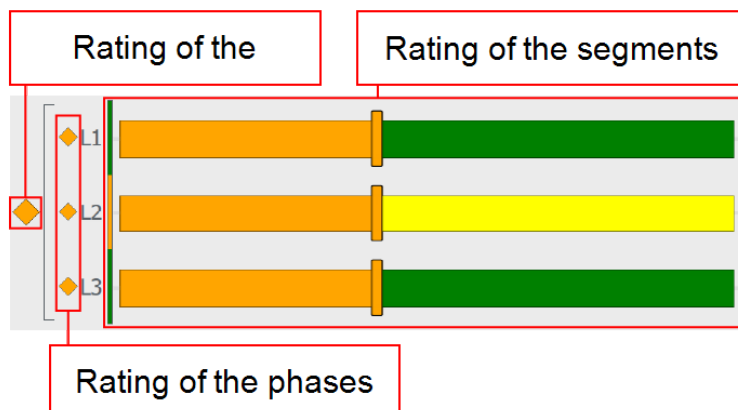 Rating of the
Rating of the segments
L1
L2
L3
Rating of the phases